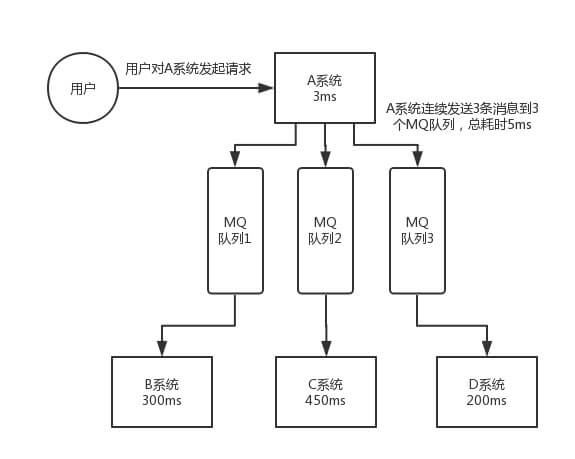 用户
用户对A系统发起请求
A系统
3ms
A系统连续发送3条消息到3
个MQ队列，总耗时5ms
MQ
队列1
MQ
队列2
MQ
队列3
B系统
300ms
C系统
450ms
D系统
200ms